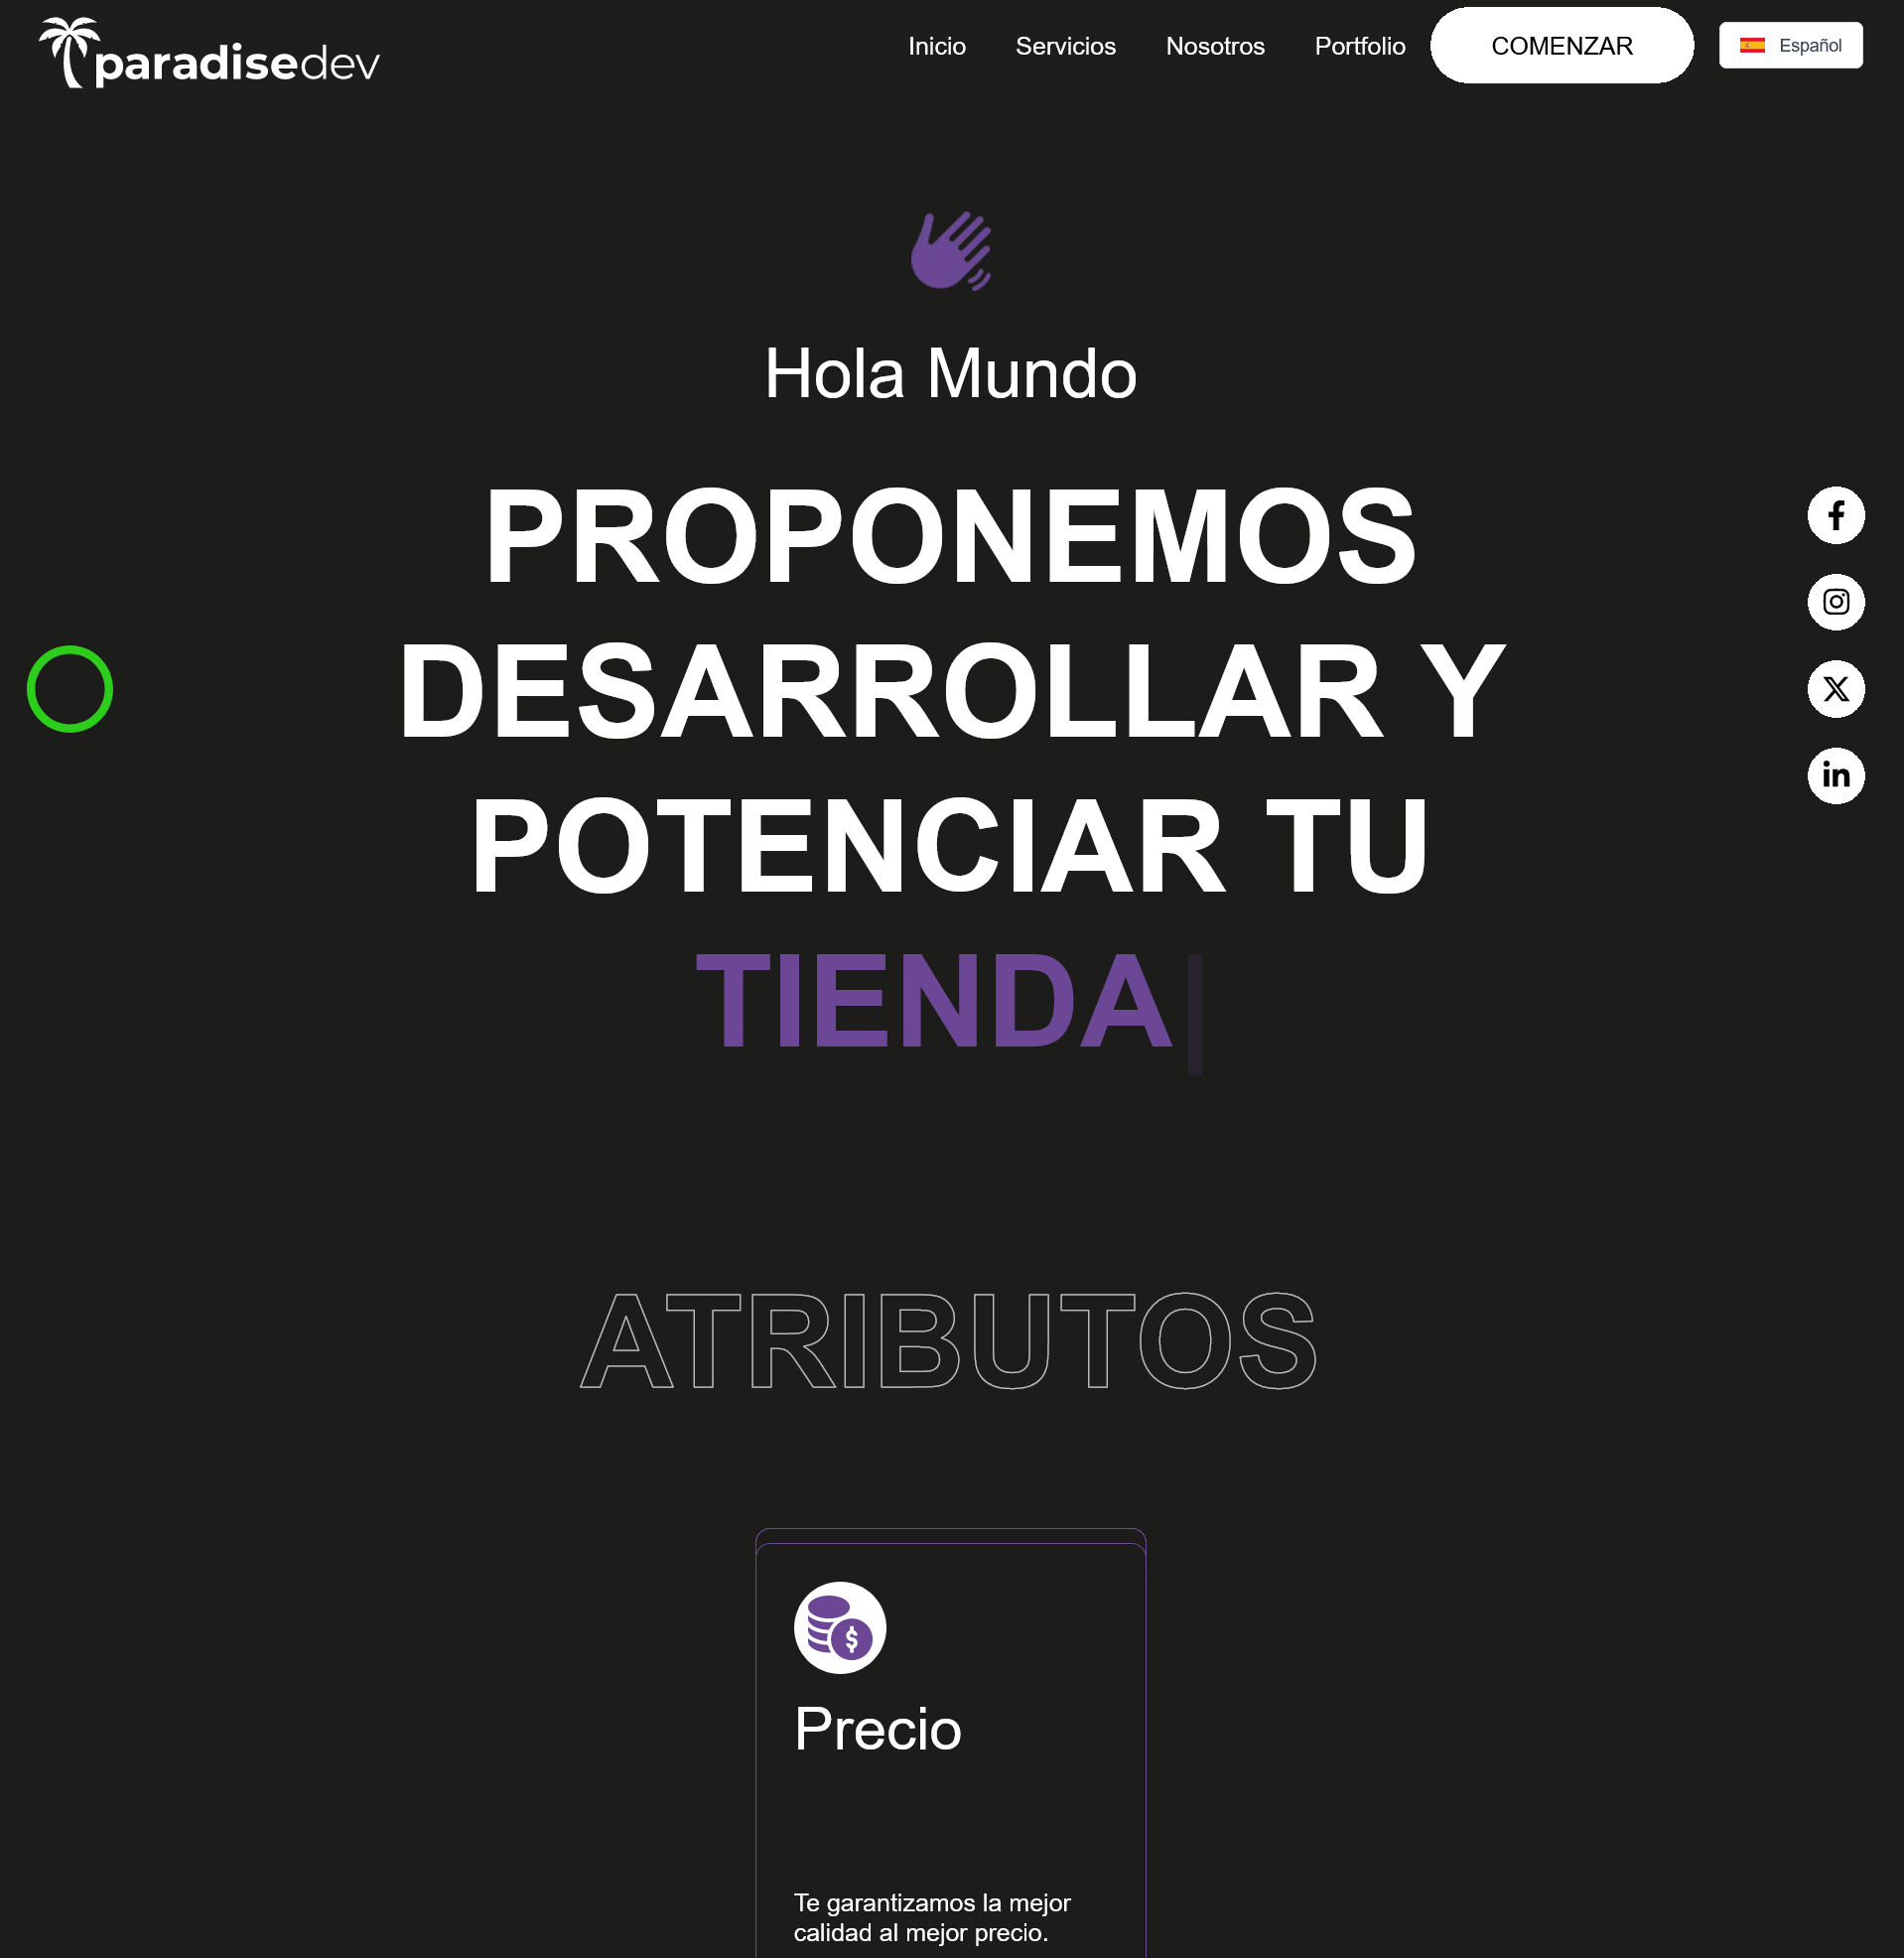 paradisedev
Inicio Servicios Nosotros Portfolio COMENZAR Español
Hola Mundo
PROPONEMOS
DESARROLLAR Y
POTENCIAR TU
TIENDA
ATRIBUTOS
$
Precio
Te garantizamos la mejor
calidad al mejor precio.